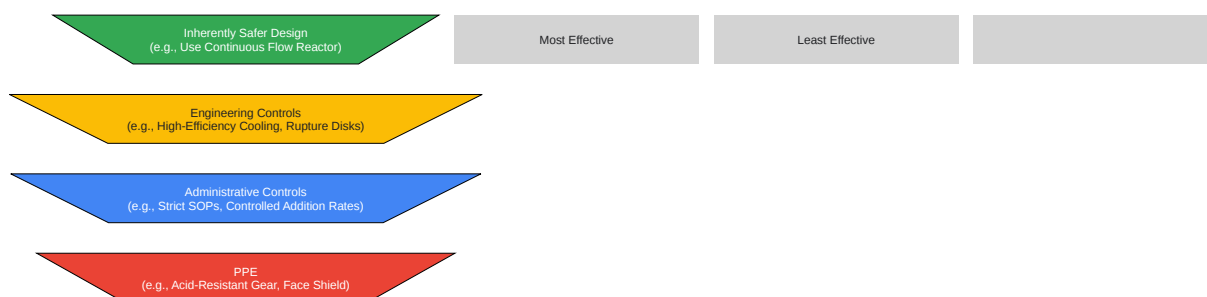 Inherently Safer Design
(e.g., Use Continuous Flow Reactor)
Most Effective
Least Effective
Engineering Controls
(e.g., High-Efficiency Cooling, Rupture Disks)
Administrative Controls
(e.g., Strict SOPs, Controlled Addition Rates)
PPE
(e.g., Acid-Resistant Gear, Face Shield)